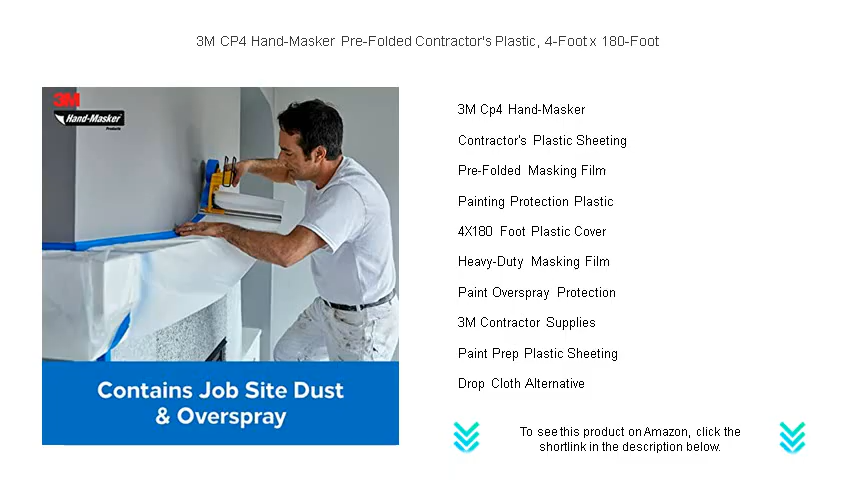 3M CP4 Hand-Masker Pre-Folded Contractor's Plastic, 4-Foot x 180-Foot
3M
Hand-Masker
Products
Contains Job Site Dust
& Overspray
3M Cp4 Hand-Masker
Contractor's Plastic Sheeting
Pre-Folded Masking Film
Painting Protection Plastic
4X180 Foot Plastic Cover
Heavy-Duty Masking Film
Paint Overspray Protection
3M Contractor Supplies
Paint Prep Plastic Sheeting
Drop Cloth Alternative
To see this product on Amazon, click the
shortlink in the description below.